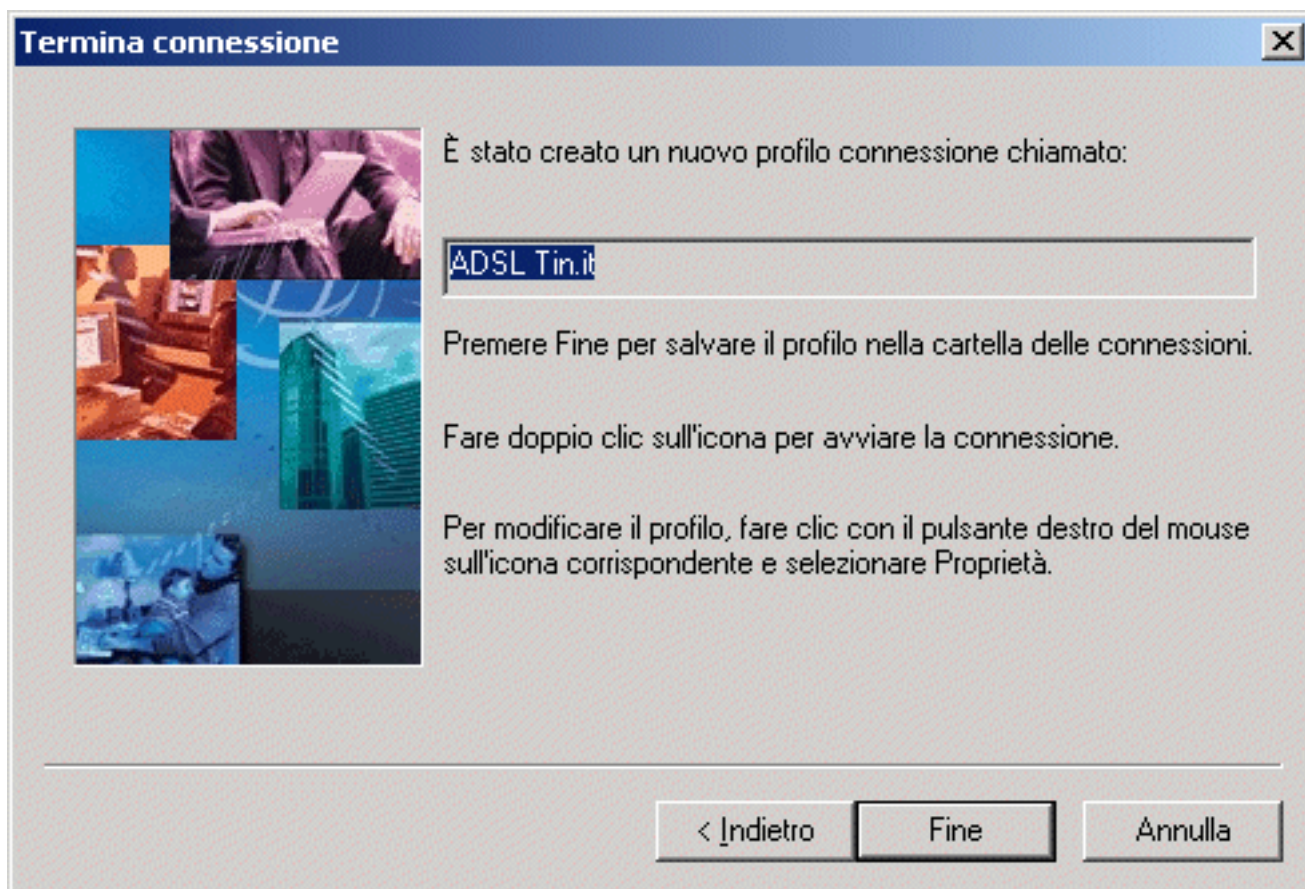 Termina connessione
È stato creato un nuovo profilo connessione chiamato:
ADSL Tin.it
Premere Fine per salvare il profilo nella cartella delle connessioni.
Fare doppio clic sull'icona per avviare la connessione.
Per modificare il profilo, fare clic con il pulsante destro del mouse
sull'icona corrispondente e selezionare Proprietà.
< Indietro
Fine
Annulla